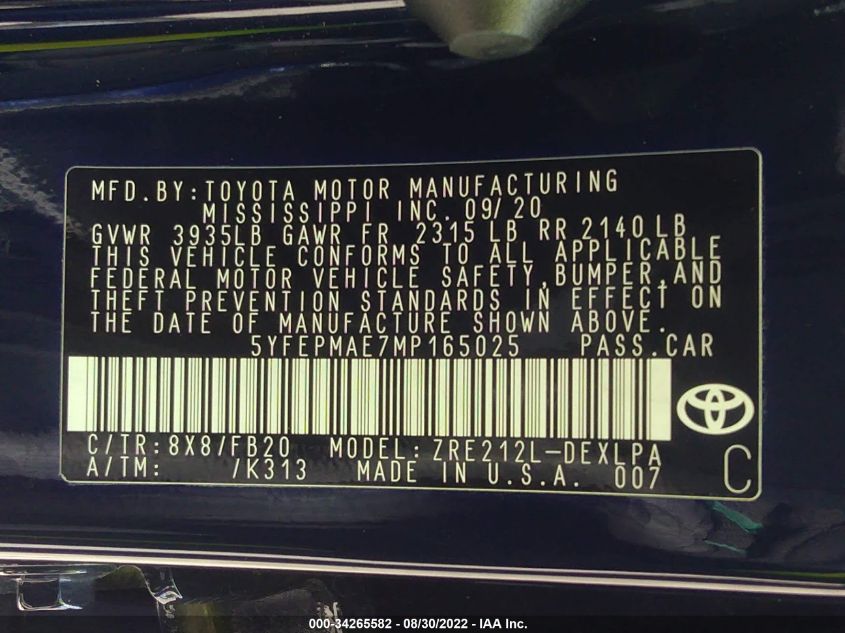 MFD.BY:TOYOTA MOTOR MANUFACTURING
MISSISSIPPI INC. 09/20
GVWR 3935LB GAWR FR 2315 LB RR 2140 LB
THIS VEHICLE CONFORMS TO ALL APPLICABLE
FEDERAL MOTOR VEHICLE SAFETY,BUMPER,AND
THEFT PREVENTION STANDARDS IN EFFECT ON
THE DATE OF MANUFACTURE SHOWN ABOVE.
5YFEPMAE7MP165025 PASS.CAR
C/TR:8X8/FB20 MODEL:ZRE212L-DEXLPA
A/TM: /K313 MADE IN U.S.A. 007
C
000-34265582 - 08/30/2022 - IAA Inc.